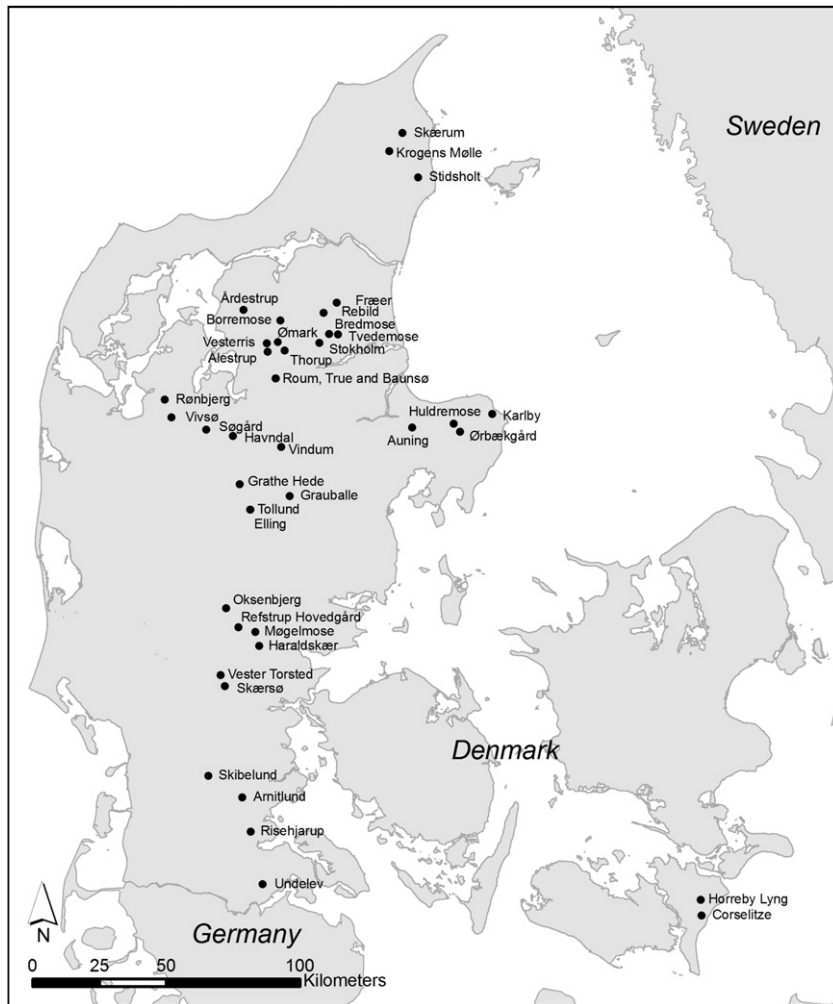 Skærum
Sweden
Krogens Mølle
Stidsholt
Årdestrup
Fræer
Rebild
Borremose
Bredmose
Ømark
Tvedemose
Vesterris
Stokholm
Ålestrup
Thorup
Roum, True and Baunsø
Rønbjerg
Huldremose
Karlby
Vivsø
Søgård
Auning
Ørbækgård
Havndal
Vindum
Grathe Hede
Grauballe
Tollund
Elling
Oksenbjerg
Refstrup Hovedgård
Møgelmose
Haraldskær
Vester Torsted
Skærsø
Denmark
Skibelund
Arnitlund
Risehjarup
Undelev
Horreby Lyng
Corselitze
N
Germany
0 25 50 100
Kilometers